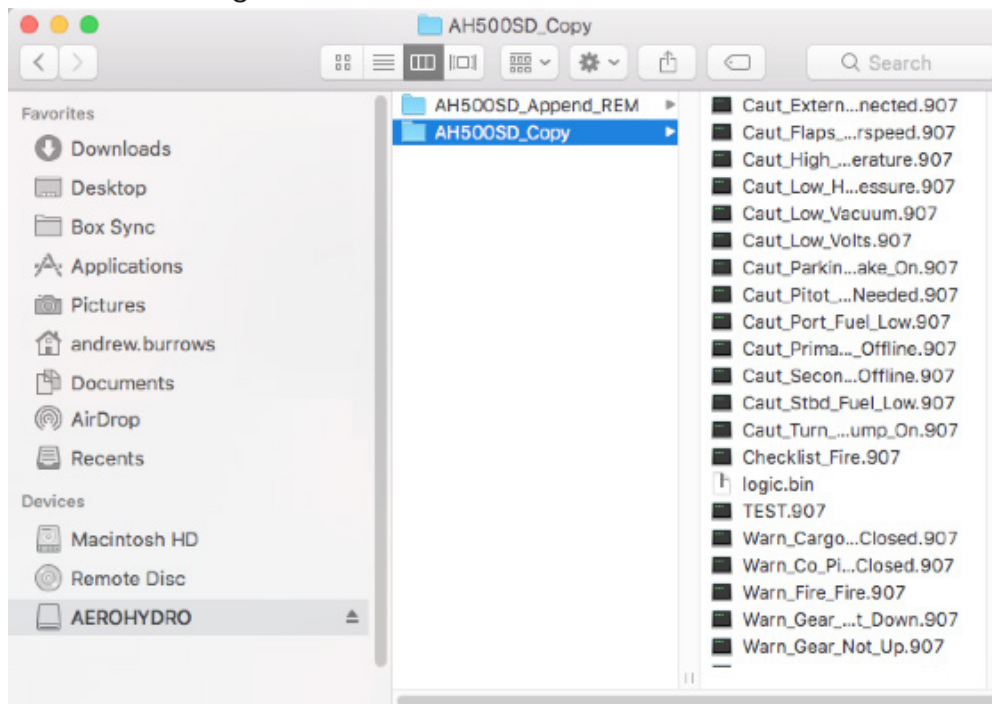 AH500SD_Copy
Search
Favorites
Downloads
Desktop
Box Sync
Applications
Pictures
andrew.burrows
Documents
AirDrop
Recents
Devices
Macintosh HD
Remote Disc
AEROHYDRO
AH500SD_Append_REM
AH500SD_Copy
Caut_Extern...nected.907
Caut_Flaps_...rspeed.907
Caut_High_...erature.907
Caut_Low_H...essure.907
Caut_Low_Vacuum.907
Caut_Low_Volts.907
Caut_Parkin...ake_On.907
Caut_Pitot_...Needed.907
Caut_Port_Fuel_Low.907
Caut_Prima..._Offline.907
Caut_Secon...Offline.907
Caut_Stbd_Fuel_Low.907
Caut_Turn_...ump_On.907
Checklist_Fire.907
logic.bin
TEST.907
Warn_Cargo...Closed.907
Warn_Co_Pi...Closed.907
Warn_Fire_Fire.907
Warn_Gear_...t_Down.907
Warn_Gear_Not_Up.907